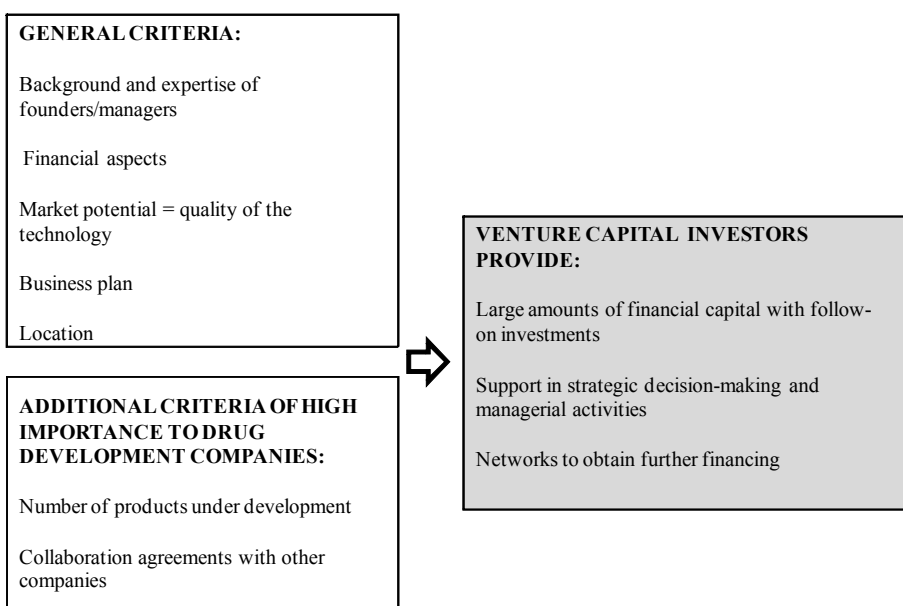 GENERAL CRITERIA:
Background and expertise of
founders/managers
Financial aspects
Market potential = quality of the
technology
Business plan
Location
ADDITIONAL CRITERIA OF HIGH
IMPORTANCE TO DRUG
DEVELOPMENT COMPANIES:
Number of products under development
Collaboration agreements with other
companies
VENTURE CAPITAL INVESTORS
PROVIDE:
Large amounts of financial capital with follow-
on investments
Support in strategic decision-making and
managerial activities
Networks to obtain further financing